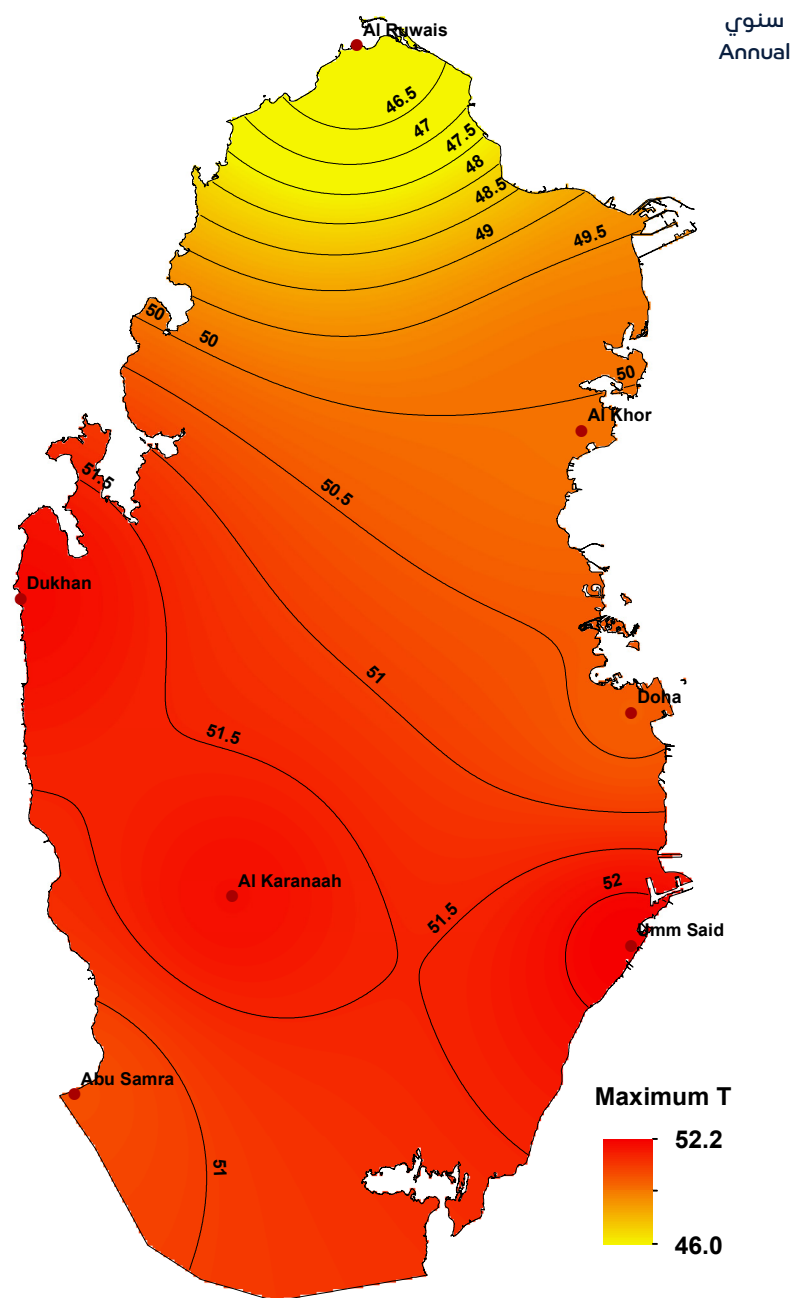 سنوي
Annual
Al Ruwais
46.5
47
47.5
48
48.5
49
49.5
50
50
50
Al Khor
51.5
50.5
Dukhan
51
Doha
51.5
Al Karanaah
52
51.5
Umm Said
Abu Samra
51
Maximum T
52.2
46.0